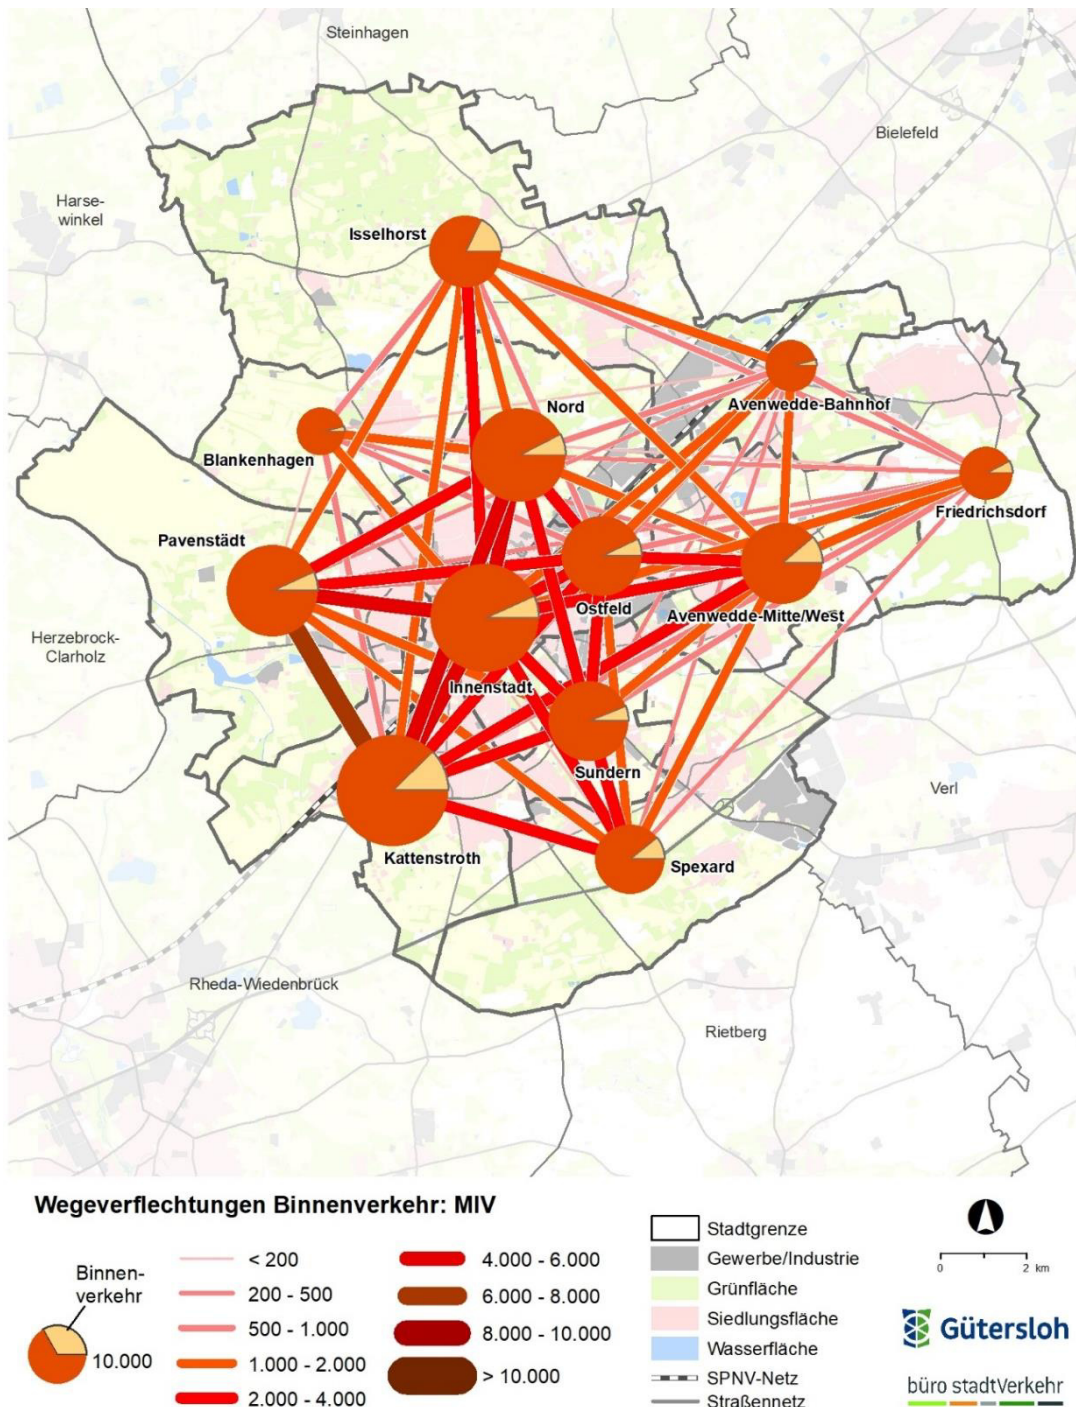 Steinhagen
Bielefeld
Harse-
winkel
Isselhorst
Avenwedde-Bahnhof
Nord
Blankenhagen
Friedrichsdorf
Pavenstädt
Ostfeld
Avenwedde-Mitte/West
Herzebrock-
Clarholz
Innenstadt
Sundern
Verl
Kattenstroth
Spexard
Rheda-Wiedenbrück
Rietberg
Wegeverflechtungen Binnenverkehr: MIV
Binnen-
verkehr
10.000
< 200
200 - 500
500 - 1.000
1.000 - 2.000
2.000 - 4.000
4.000 - 6.000
6.000 - 8.000
8.000 - 10.000
> 10.000
Stadtgrenze
Gewerbe/Industrie
Grünfläche
Siedlungsfläche
Wasserfläche
SPNV-Netz
Straßennetz
0 2 km
Gütersloh
büro stadtVerkehr